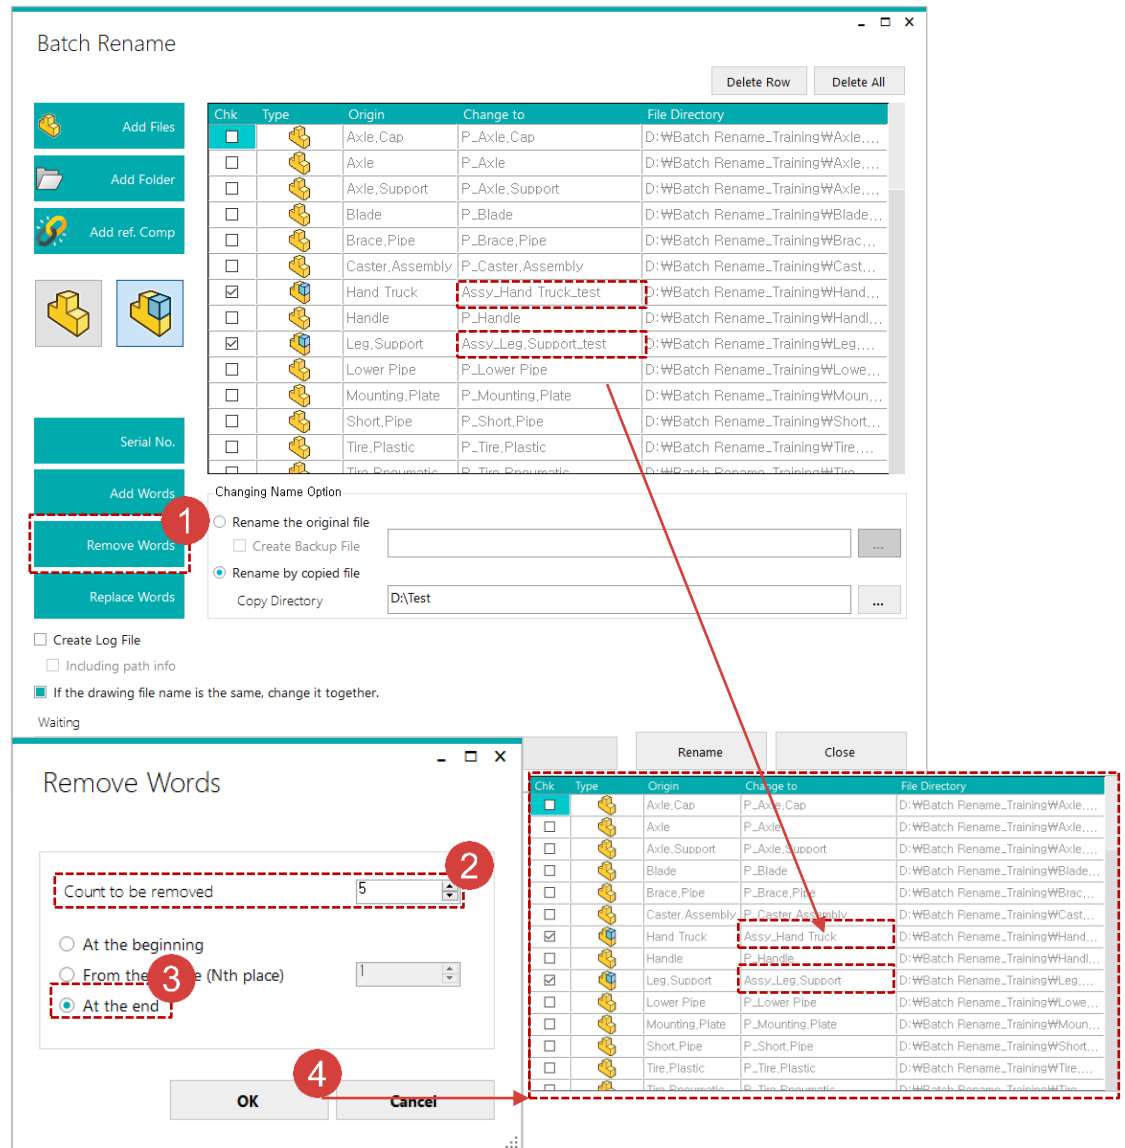 Batch Rename
Delete Row Delete All
Add Files
Add Folder
Add ref. Comp
Serial No.
Add Words
Remove Words
Replace Words
Chk Type Origin Change to File Directory
Axle,Cap P_Axle,Cap D:₩Batch Rename_Training₩Axle,...
Axle P_Axle D:₩Batch Rename_Training₩Axle,...
Axle,Support P_Axle,Support D:₩Batch Rename_Training₩Axle,...
Blade P_Blade D:₩Batch Rename_Training₩Blade...
Brace,Pipe P_Brace,Pipe D:₩Batch Rename_Training₩Brac...
Caster,Assembly P_Caster,Assembly D:₩Batch Rename_Training₩Cast...
Hand Truck Assy_Hand Truck_test D:₩Batch Rename_Training₩Hand...
Handle P_Handle D:₩Batch Rename_Training₩Handl...
Leg,Support Assy_Leg,Support_test D:₩Batch Rename_Training₩Leg,...
Lower Pipe P_Lower Pipe D:₩Batch Rename_Training₩Lowe...
Mounting,Plate P_Mounting,Plate D:₩Batch Rename_Training₩Moun...
Short,Pipe P_Short,Pipe D:₩Batch Rename_Training₩Short...
Tire,Plastic P_Tire,Plastic D:₩Batch Rename_Training₩Tire,...
Tire Pneumatic P_Tire Pneumatic D:₩Batch Rename_Training₩Tire
1
Changing Name Option
Rename the original file
Create Backup File ...
Rename by copied file
Copy Directory D:\Test ...
Create Log File
Including path info
If the drawing file name is the same, change it together.
Waiting
Rename Close
Remove Words
2
Count to be removed 5
At the beginning
From the (Nth place) 1
3
At the end
4
OK Cancel
Chk Type Origin Change to File Directory
Axle,Cap P_Axle,Cap D:₩Batch Rename_Training₩Axle,...
Axle P_Axle D:₩Batch Rename_Training₩Axle,...
Axle,Support P_Axle,Support D:₩Batch Rename_Training₩Axle,...
Blade P_Blade D:₩Batch Rename_Training₩Blade...
Brace,Pipe P_Brace,Pipe D:₩Batch Rename_Training₩Brac...
Caster,Assembly P_Caster,Assembly D:₩Batch Rename_Training₩Cast...
Hand Truck Assy_Hand Truck D:₩Batch Rename_Training₩Hand...
Handle P_Handle D:₩Batch Rename_Training₩Handl...
Leg,Support Assy_Leg,Support D:₩Batch Rename_Training₩Leg,...
Lower Pipe P_Lower Pipe D:₩Batch Rename_Training₩Lowe...
Mounting,Plate P_Mounting,Plate D:₩Batch Rename_Training₩Moun...
Short,Pipe P_Short,Pipe D:₩Batch Rename_Training₩Short...
Tire,Plastic P_Tire,Plastic D:₩Batch Rename_Training₩Tire,...
Tire Pneumatic P_Tire Pneumatic D:₩Batch Rename_Training₩Tire